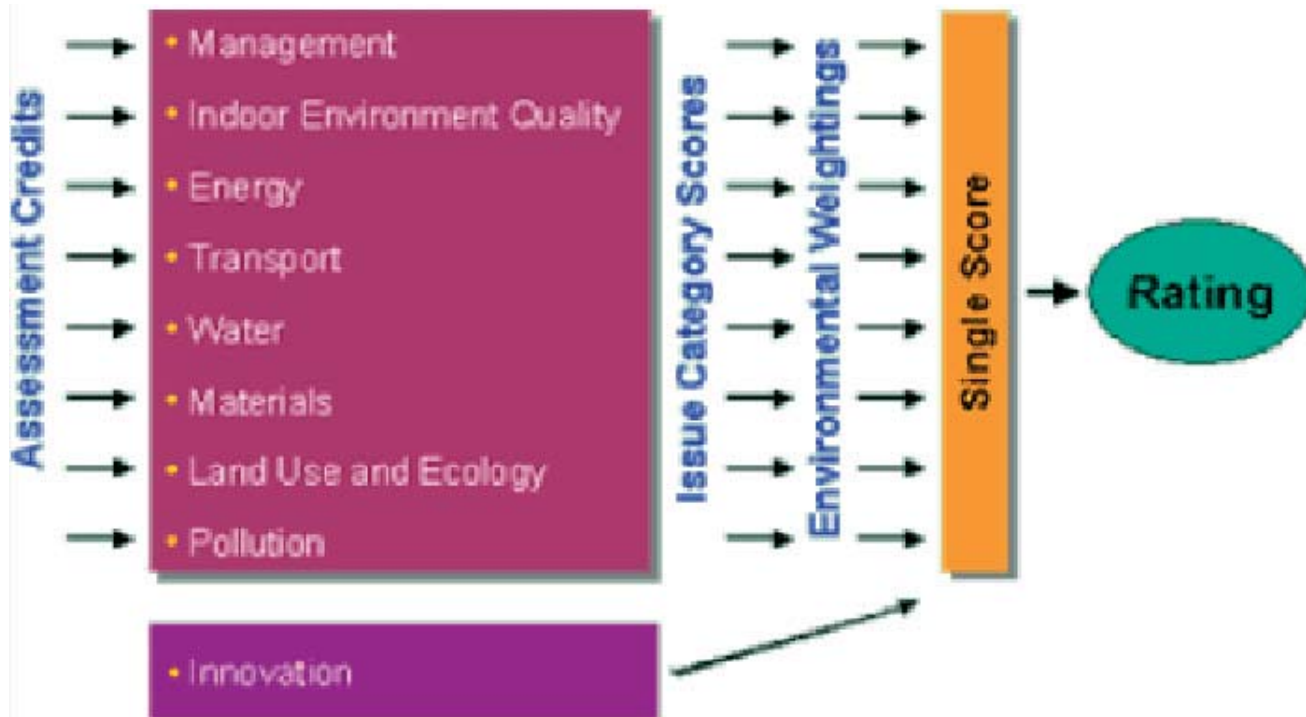 Assessment Credits
• Management
• Indoor Environment Quality
• Energy
• Transport
• Water
• Materials
• Land Use and Ecology
• Pollution
Issue Category Scores
Environmental Weightings
Single Score
Rating
• Innovation